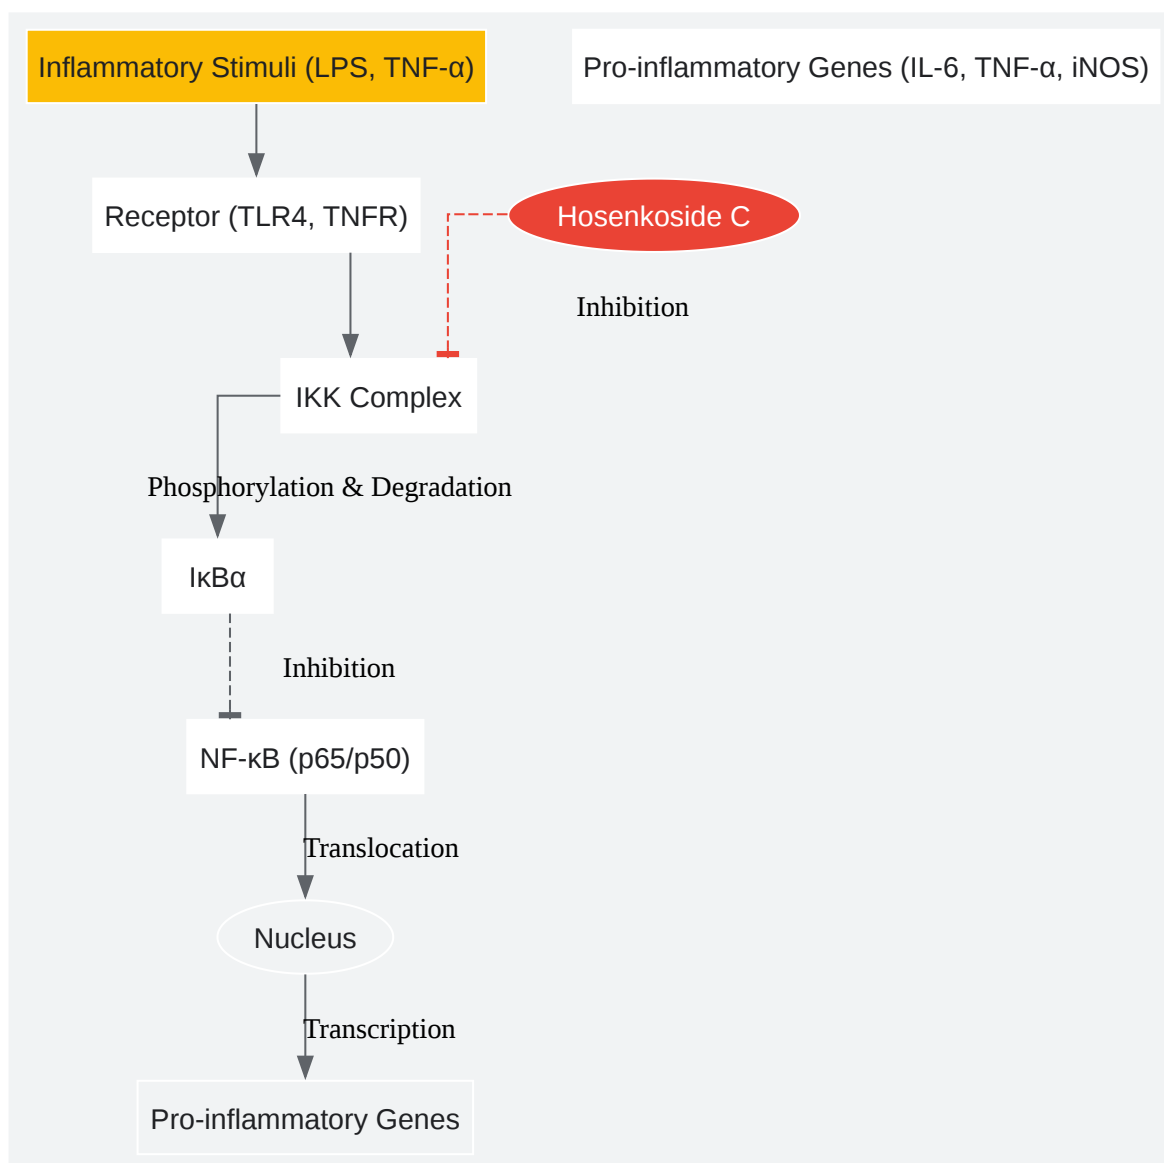 Inflammatory Stimuli (LPS, TNF-α)
Pro-inflammatory Genes (IL-6, TNF-α, iNOS)
Receptor (TLR4, TNFR)
Hosenkoside C
Inhibition
IKK Complex
Phosphorylation & Degradation
IκBα
Inhibition
NF-κB (p65/p50)
Translocation
Nucleus
Transcription
Pro-inflammatory Genes